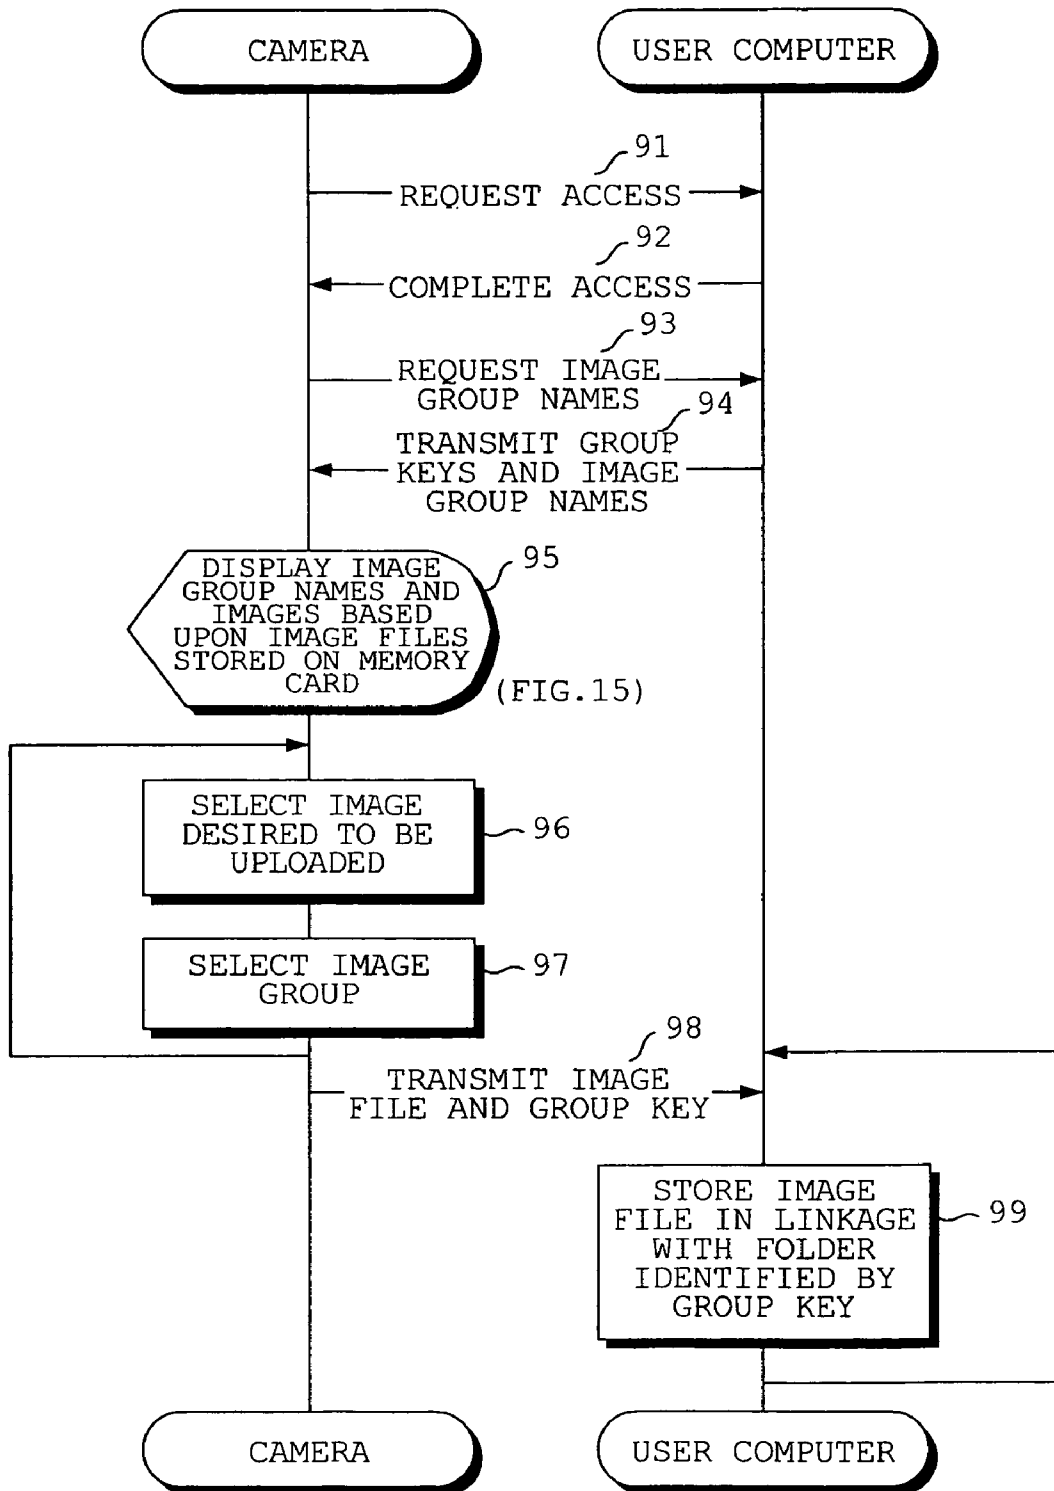 CAMERA
USER COMPUTER
91
REQUEST ACCESS
92
COMPLETE ACCESS
93
REQUEST IMAGE
GROUP NAMES
94
TRANSMIT GROUP
KEYS AND IMAGE
GROUP NAMES
95
DISPLAY IMAGE
GROUP NAMES AND
IMAGES BASED
UPON IMAGE FILES
STORED ON MEMORY
CARD
(FIG.15)
SELECT IMAGE
DESIRED TO BE
UPLOADED
96
SELECT IMAGE
GROUP
97
98
TRANSMIT IMAGE
FILE AND GROUP KEY
STORE IMAGE
FILE IN LINKAGE
WITH FOLDER
IDENTIFIED BY
GROUP KEY
99
CAMERA
USER COMPUTER